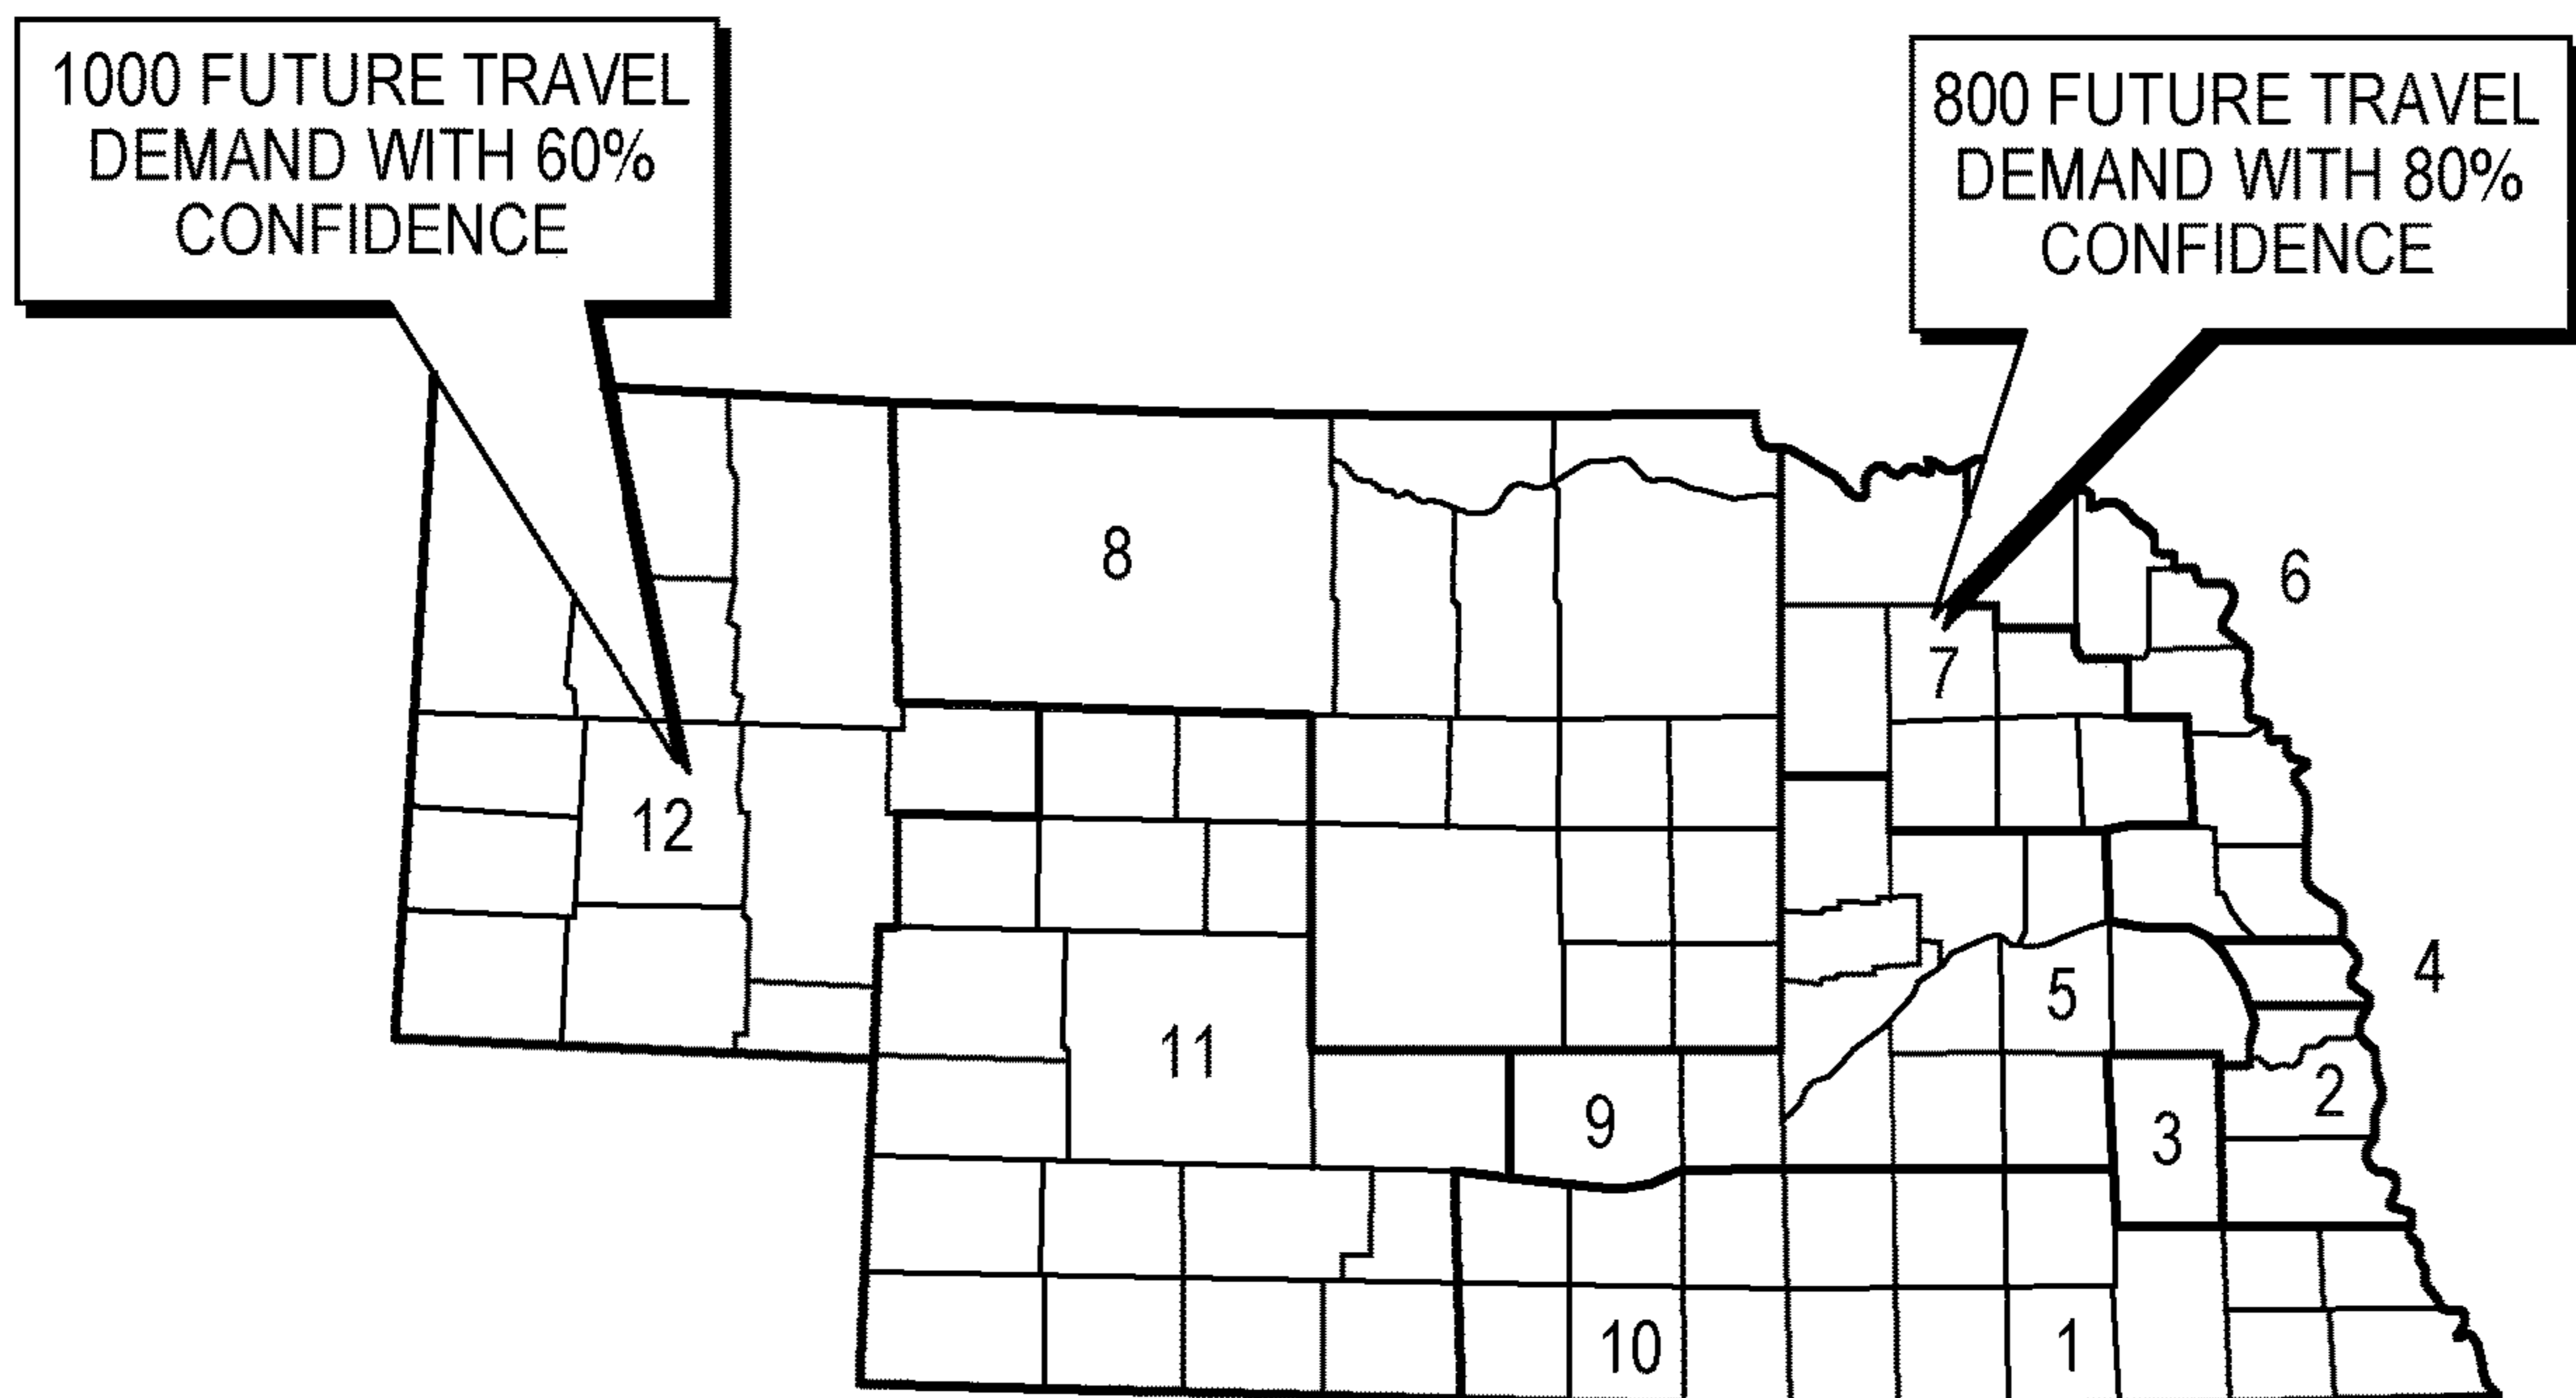 1000 FUTURE TRAVEL
DEMAND WITH 60%
CONFIDENCE
800 FUTURE TRAVEL
DEMAND WITH 80%
CONFIDENCE
8
6
7
12
4
5
11
2
9
3
10
1